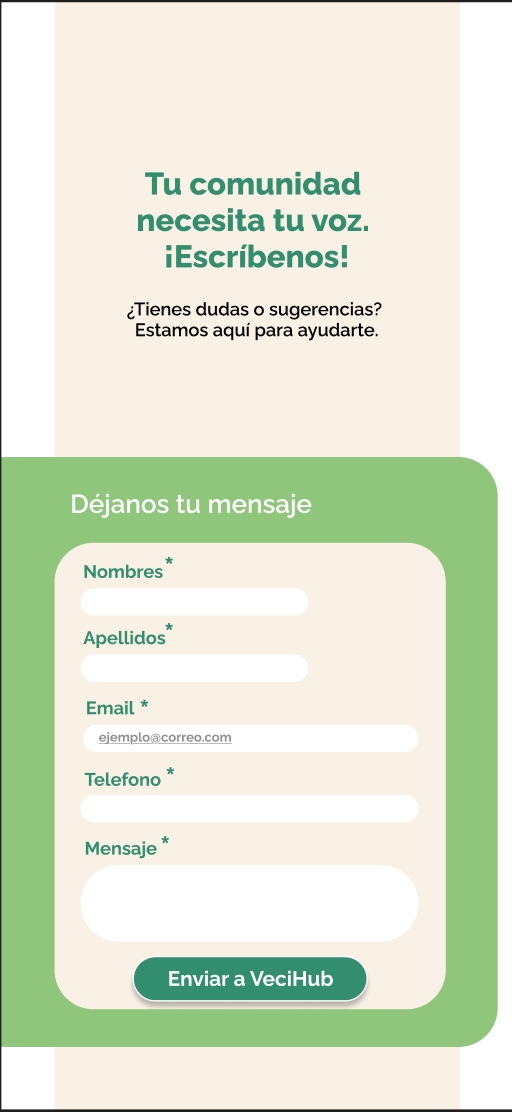 Tu comunidad
necesita tu voz.
¡Escríbenos!
¿Tienes dudas o sugerencias?
Estamos aquí para ayudarte.
Déjanos tu mensaje
Nombres*
Apellidos*
Email *
ejemplo@correo.com
Telefono *
Mensaje *
Enviar a VeciHub